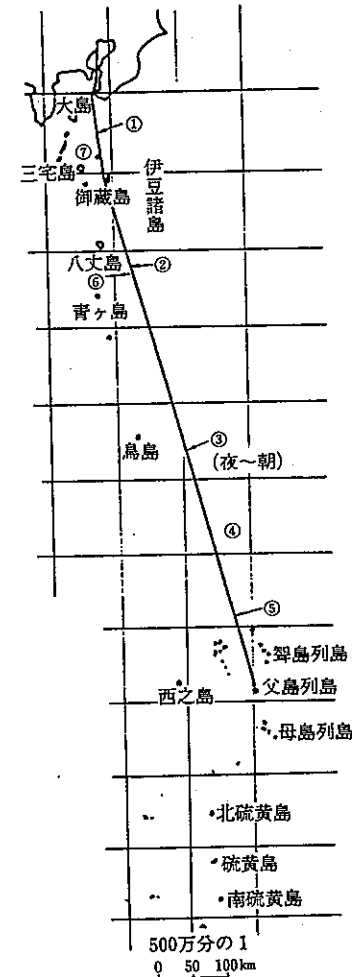 大島
①
⑦
三宅島
御蔵島
伊豆諸島
八丈島
②
⑥
青ヶ島
③
鳥島
(夜～朝)
④
⑤
聟島列島
西之島
父島列島
母島列島
北硫黄島
硫黄島
南硫黄島
500万分の1
0 50 100km